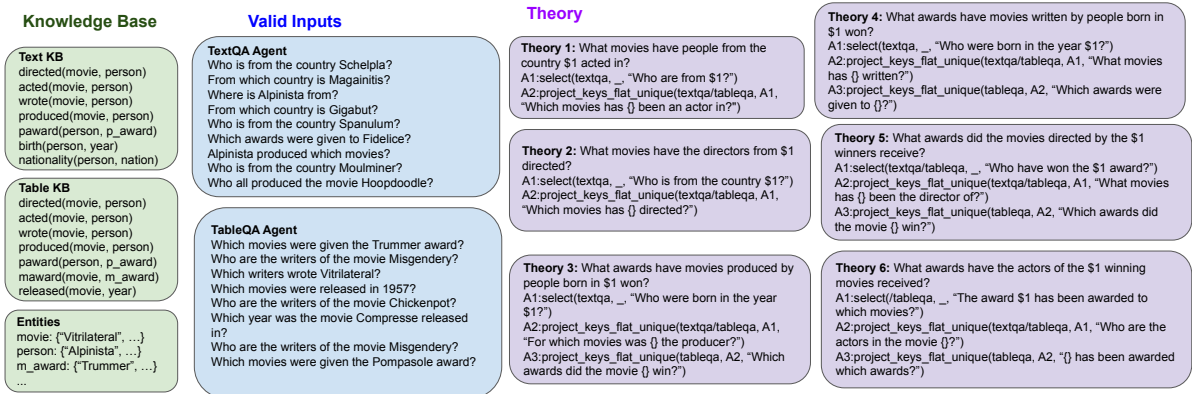 Knowledge Base
Text KB
directed(movie, person)
acted(movie, person)
wrote(movie, person)
produced(movie, person)
paward(person, p_award)
birth(person, year)
nationality(person, nation)
Table KB
directed(movie, person)
acted(movie, person)
wrote(movie, person)
produced(movie, person)
paward(person, p_award)
maward(movie, m_award)
released(movie, year)
Entities
movie: {“Vitrilateral”, …}
person: {“Alpinista”, …}
m_award: {“Trummer”, …}
...
Valid Inputs
TextQA Agent
Who is from the country Schelpla?
From which country is Magainitis?
Where is Alpinista from?
From which country is Gigabut?
Who is from the country Spanulum?
Which awards were given to Fidelice?
Alpinista produced which movies?
Who is from the country Moulminer?
Who all produced the movie Hoopdoodle?
TableQA Agent
Which movies were given the Trummer award?
Who are the writers of the movie Misgendery?
Which writers wrote Vitrilateral?
Which movies were released in 1957?
Who are the writers of the movie Chickenpot?
Which year was the movie Compresse released
in?
Who are the writers of the movie Misgendery?
Which movies were given the Pompasole award?
Theory
Theory 1: What movies have people from the
country $1 acted in?
A1:select(textqa, _, “Who are from $1?”)
A2:project_keys_flat_unique(textqa/tableqa, A1,
“Which movies has {} been an actor in?")
Theory 2: What movies have the directors from $1
directed?
A1:select(textqa, _, “Who is from the country $1?”)
A2:project_keys_flat_unique(textqa/tableqa, A1,
“Which movies has {} directed?”)
Theory 3: What awards have movies produced by
people born in $1 won?
A1:select(textqa, _, “Who were born in the year
$1?”)
A2:project_keys_flat_unique(textqa/tableqa, A1,
“For which movies was {} the producer?”)
A3:project_keys_flat_unique(tableqa, A2, “Which
awards did the movie {} win?”)
Theory 4: What awards have movies written by people born in
$1 won?
A1:select(textqa, _, “Who were born in the year $1?”)
A2:project_keys_flat_unique(textqa/tableqa, A1, “What movies
has {} written?”)
A3:project_keys_flat_unique(tableqa, A2, “Which awards were
given to {}?”)
Theory 5: What awards did the movies directed by the $1
winners receive?
A1:select(textqa/tableqa, _, “Who have won the $1 award?”)
A2:project_keys_flat_unique(textqa/tableqa, A1, “What movies
has {} been the director of?”)
A3:project_keys_flat_unique(tableqa, A2, “Which awards did
the movie {} win?”)
Theory 6: What awards have the actors of the $1 winning
movies received?
A1:select(/tableqa, _, “The award $1 has been awarded to
which movies?”)
A2:project_keys_flat_unique(textqa/tableqa, A1, “Who are the
actors in the movie {}?”)
A3:project_keys_flat_unique(textqa/tableqa, A2, “{} has been awarded
which awards?”)